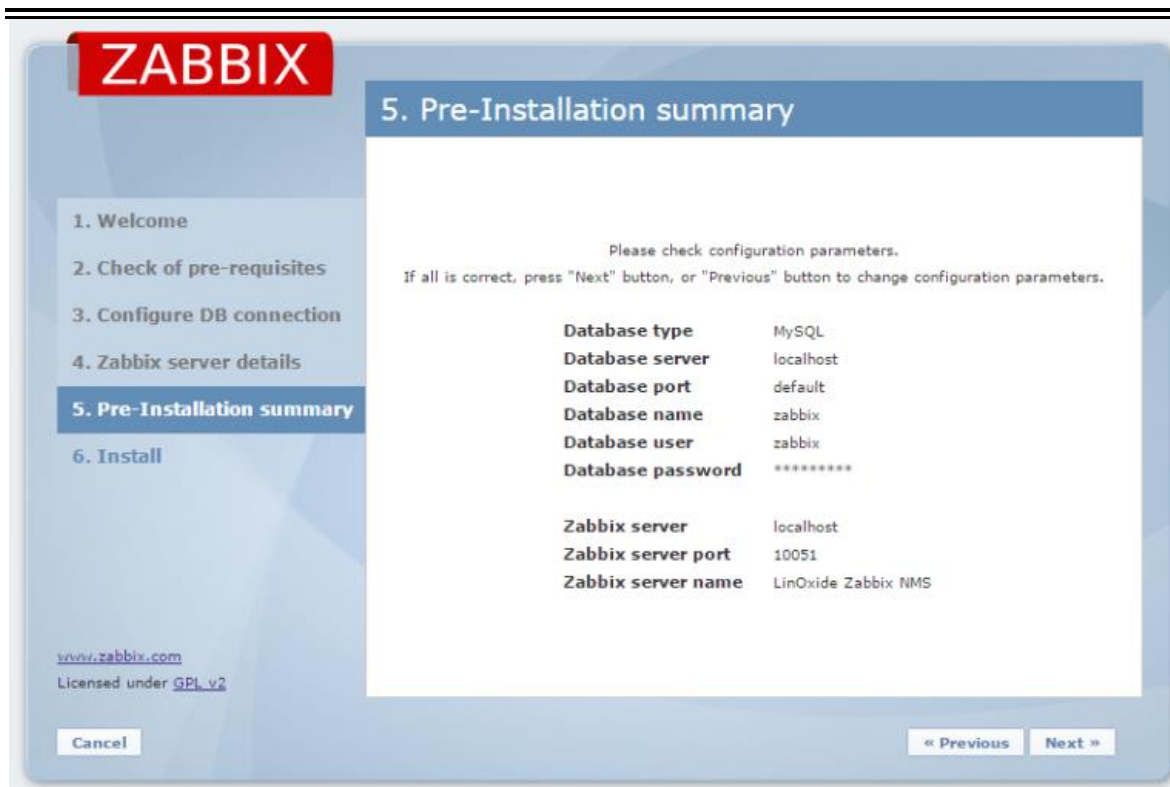 ZABBIX
5. Pre-Installation summary
1. Welcome
2. Check of pre-requisites
3. Configure DB connection
4. Zabbix server details
5. Pre-Installation summary
6. Install
Please check configuration parameters.
If all is correct, press "Next" button, or "Previous" button to change configuration parameters.
Database type MySQL
Database server localhost
Database port default
Database name zabbix
Database user zabbix
Database password *********
Zabbix server localhost
Zabbix server port 10051
Zabbix server name LinOxide Zabbix NMS
www.zabbix.com
Licensed under GPL v2
Cancel
« Previous
Next »